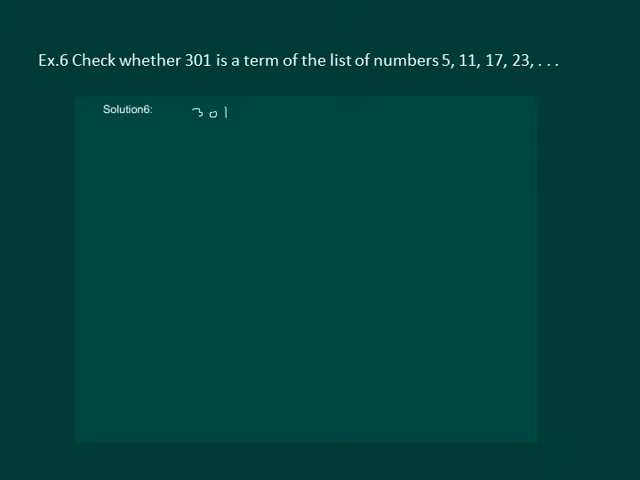 Ex.6 Check whether 301 is a term of the list of numbers 5, 11, 17, 23, . . .
Solution6: 301